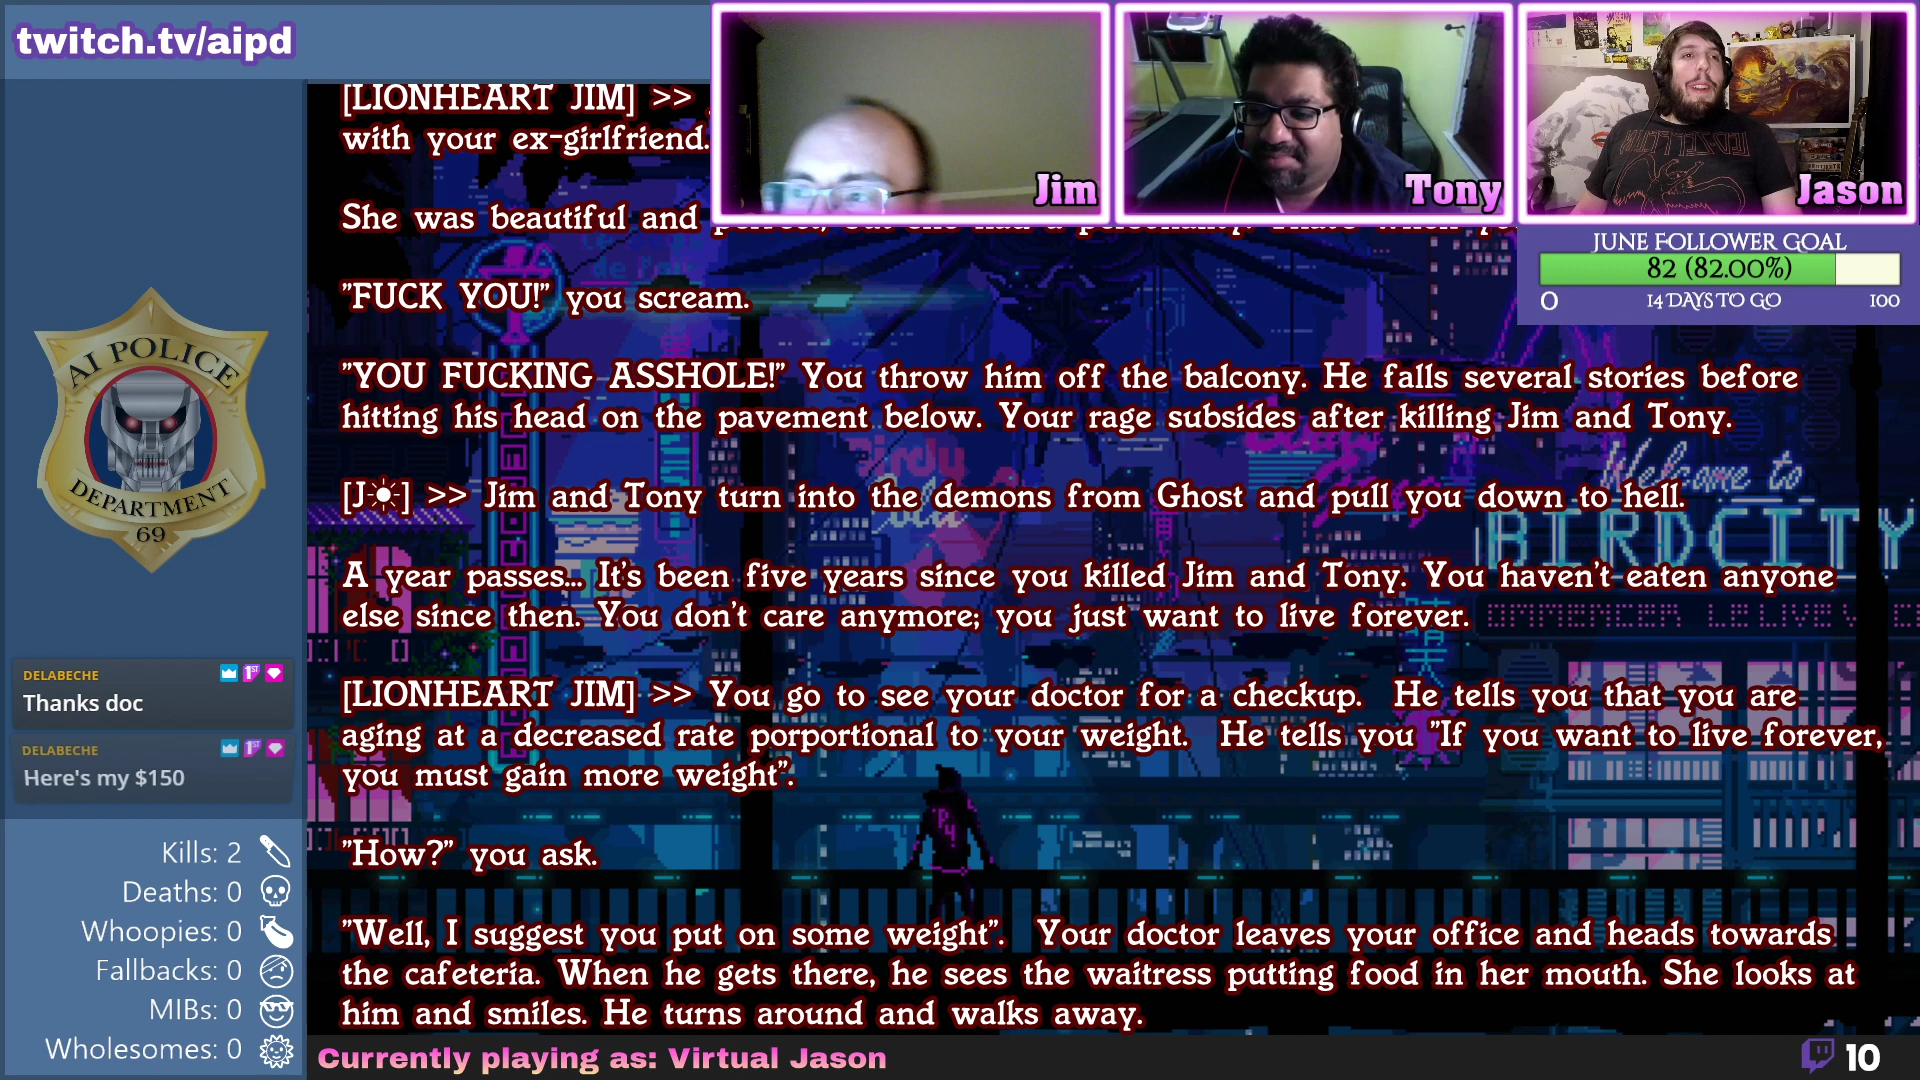 twitch.tv/aipd
[LIONHEART JIM] >>
with your ex-girlfriend.
She was beautiful and perfect, but she had a personality. That's when yo
"FUCK YOU!" you scream.
"YOU FUCKING ASSHOLE!" You throw him off the balcony. He falls several stories before
hitting his head on the pavement below. Your rage subsides after killing Jim and Tony.
[J☀] >> Jim and Tony turn into the demons from Ghost and pull you down to hell.
A year passes... It's been five years since you killed Jim and Tony. You haven't eaten anyone
else since then. You don't care anymore; you just want to live forever.
[LIONHEART JIM] >> You go to see your doctor for a checkup. He tells you that you are
aging at a decreased rate porportional to your weight. He tells you "If you want to live forever,
you must gain more weight".
"How?" you ask.
"Well, I suggest you put on some weight". Your doctor leaves your office and heads towards
the cafeteria. When he gets there, he sees the waitress putting food in her mouth. She looks at
him and smiles. He turns around and walks away.
Jim
Tony
Jason
JUNE FOLLOWER GOAL
82 (82.00%)
0 14 DAYS TO GO 100
Welcome to
BIRDCITY
AI POLICE
DEPARTMENT
69
DELABECHE 1ST
Thanks doc
DELABECHE 1ST
Here's my $150
Kills: 2
Deaths: 0
Whoopies: 0
Fallbacks: 0
MIBs: 0
Wholesomes: 0
P4
Currently playing as: Virtual Jason
10